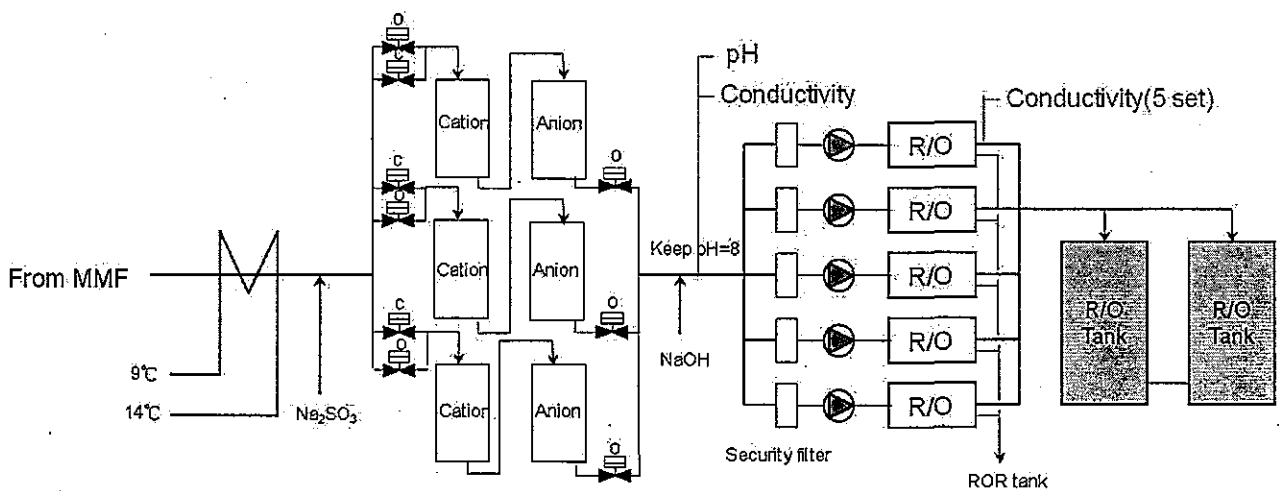 O
C
Cation
Anion
O
C
O
Cation
Anion
O
C
O
Cation
Anion
O
From MMF
9℃
14℃
Na₂SO₃
pH
Conductivity
Keep pH=8
NaOH
Conductivity(5 set)
R/O
R/O
R/O
R/O
R/O
Security filter
ROR tank
R/O
Tank
R/O
Tank